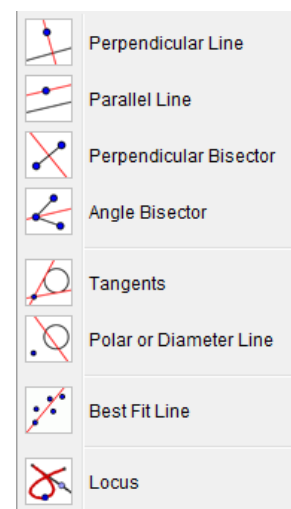 Perpendicular Line
Parallel Line
Perpendicular Bisector
Angle Bisector
Tangents
Polar or Diameter Line
Best Fit Line
Locus